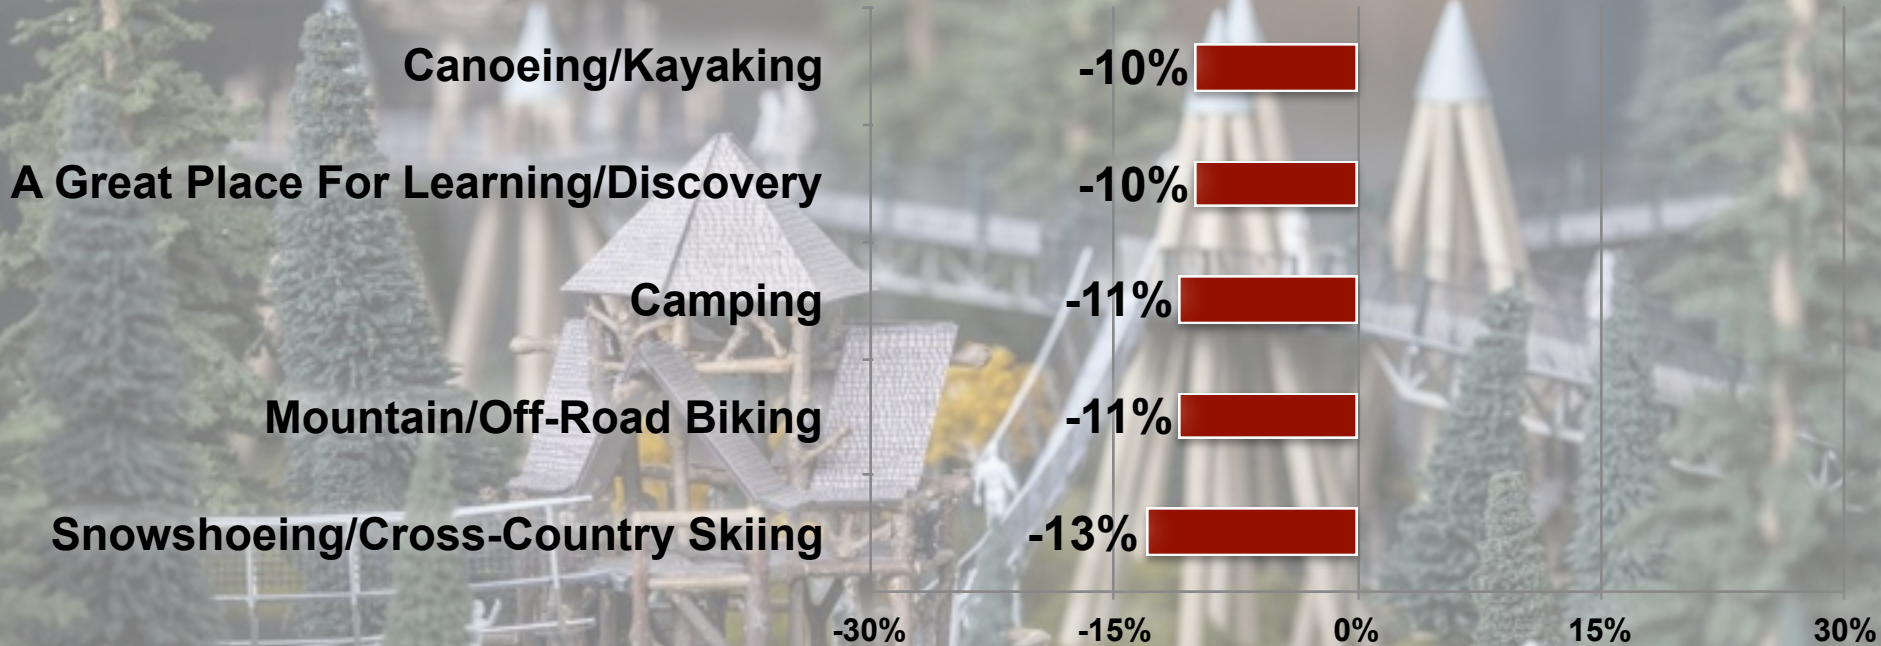 Canoeing/Kayaking -10%
A Great Place For Learning/Discovery -10%
Camping -11%
Mountain/Off-Road Biking -11%
Snowshoeing/Cross-Country Skiing -13%
-30% -15% 0% 15% 30%